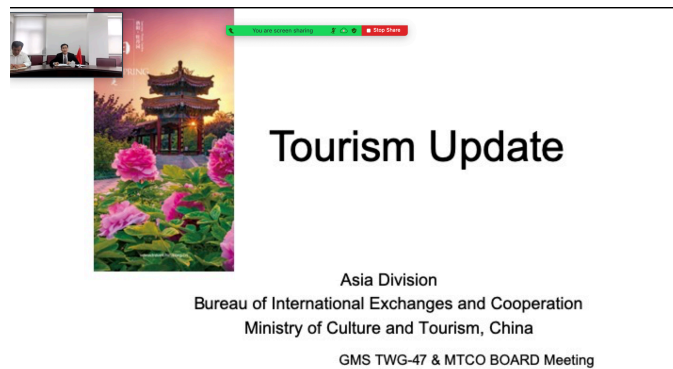 You are screen sharing
Stop Share
Tourism Update
Asia Division
Bureau of International Exchanges and Cooperation
Ministry of Culture and Tourism, China
GMS TWG-47 & MTCO BOARD Meeting